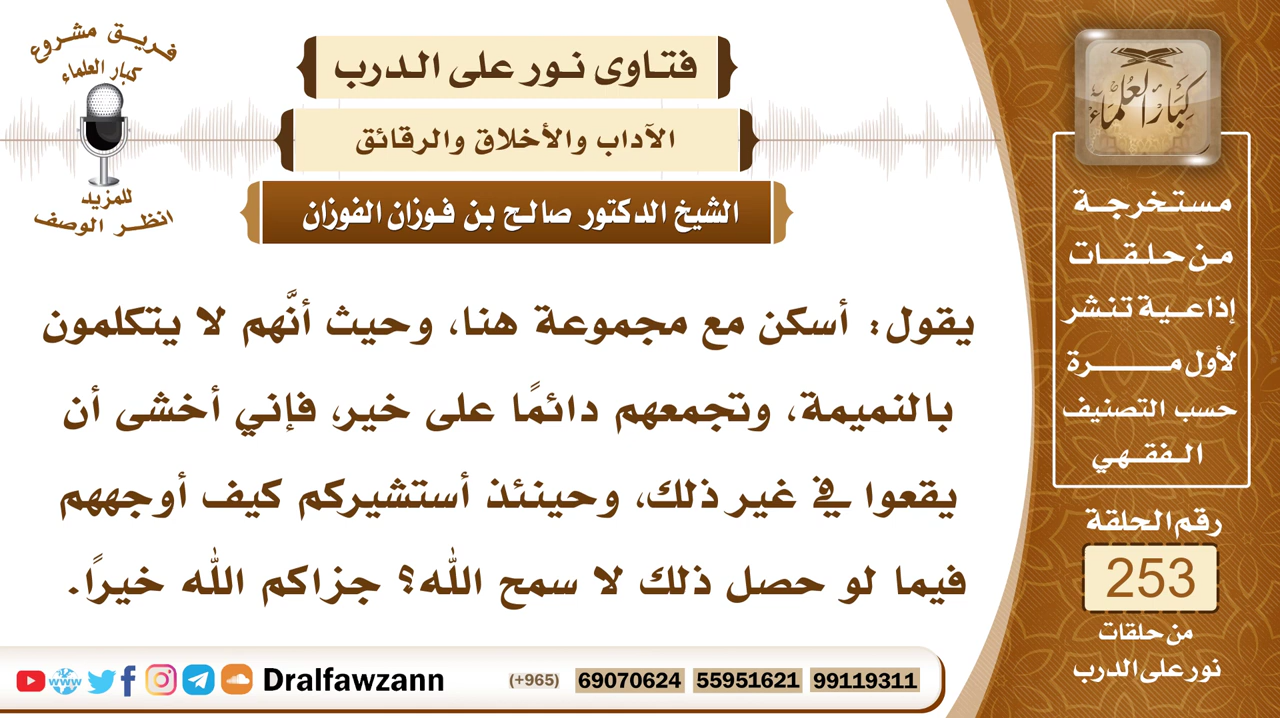 فريق مشروع
كبار العلماء
للمزيد
انظر الوصف
فتاوى نور على الدرب
الآداب والأخلاق والرقائق
الشيخ الدكتور صالح بن فوزان الفوزان
يقول: أسكن مع مجموعة هنا، وحيث أنَّهم لا يتكلمون
بالنميمة، وتجمعهم دائمًا على خير، فإني أخشى أن
يقعوا في غير ذلك، وحينئذ أستشيركم كيف أوجههم
فيما لو حصل ذلك لا سمح الله؟ جزاكم الله خيرًا.
كبار العلماء
مستخرجة
من حلقات
إذاعية تنشر
لأول مرة
حسب التصنيف
الفقهي
رقم الحلقة
253
من حلقات
نور على الدرب
www Dralfawzann (+965) 69070624 55951621 99119311